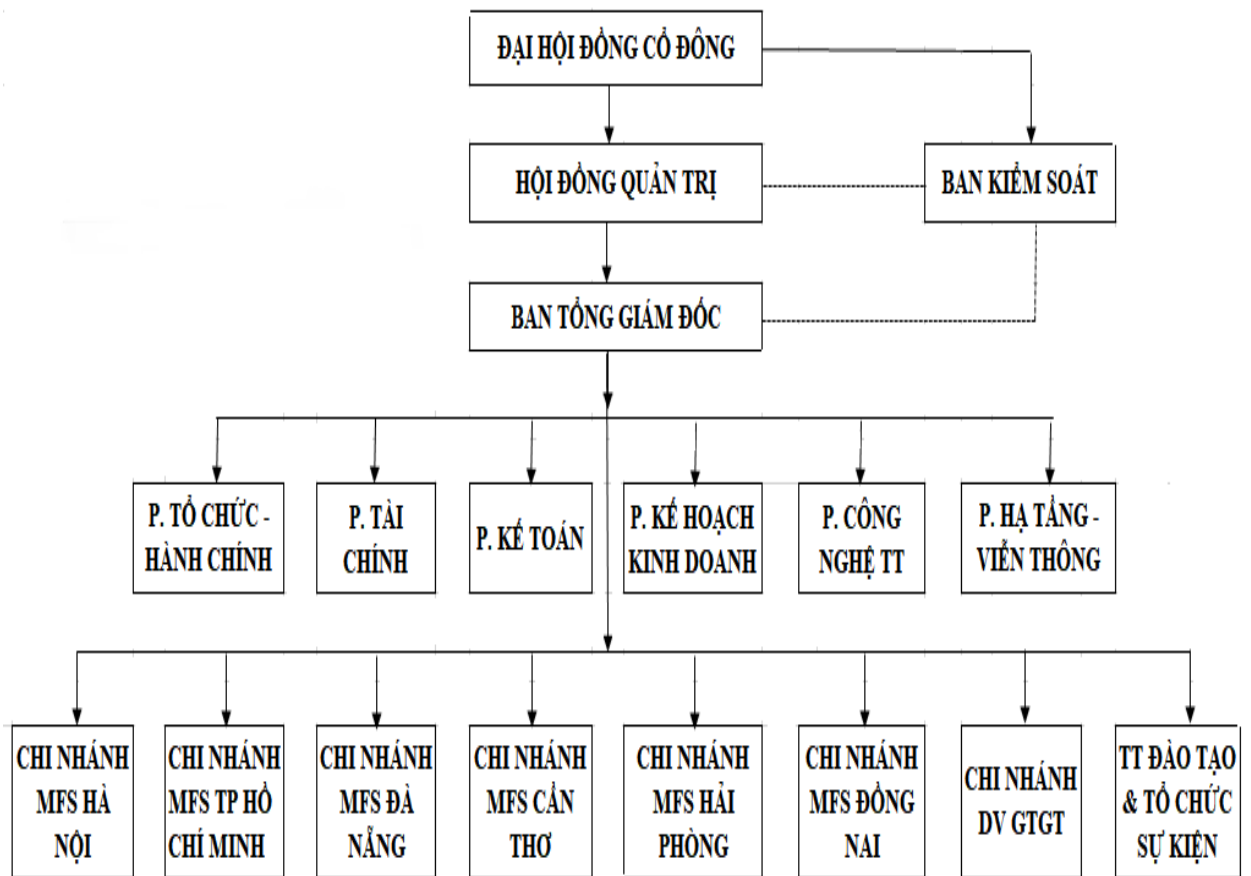 ĐẠI HỘI ĐỒNG CỔ ĐÔNG
HỘI ĐỒNG QUẢN TRỊ
BAN KIỂM SOÁT
BAN TỔNG GIÁM ĐỐC
P. TỔ CHỨC -
HÀNH CHÍNH
P. TÀI
CHÍNH
P. KẾ TOÁN
P. KẾ HOẠCH
KINH DOANH
P. CÔNG
NGHỆ TT
P. HẠ TẦNG -
VIỄN THÔNG
CHI NHÁNH
MFS HÀ
NỘI
CHI NHÁNH
MFS TP HỒ
CHÍ MINH
CHI NHÁNH
MFS ĐÀ
NẴNG
CHI NHÁNH
MFS CẦN
THƠ
CHI NHÁNH
MFS HẢI
PHÒNG
CHI NHÁNH
MFS ĐỒNG
NAI
CHI NHÁNH
DV GTGT
TT ĐÀO TẠO
& TỔ CHỨC
SỰ KIỆN